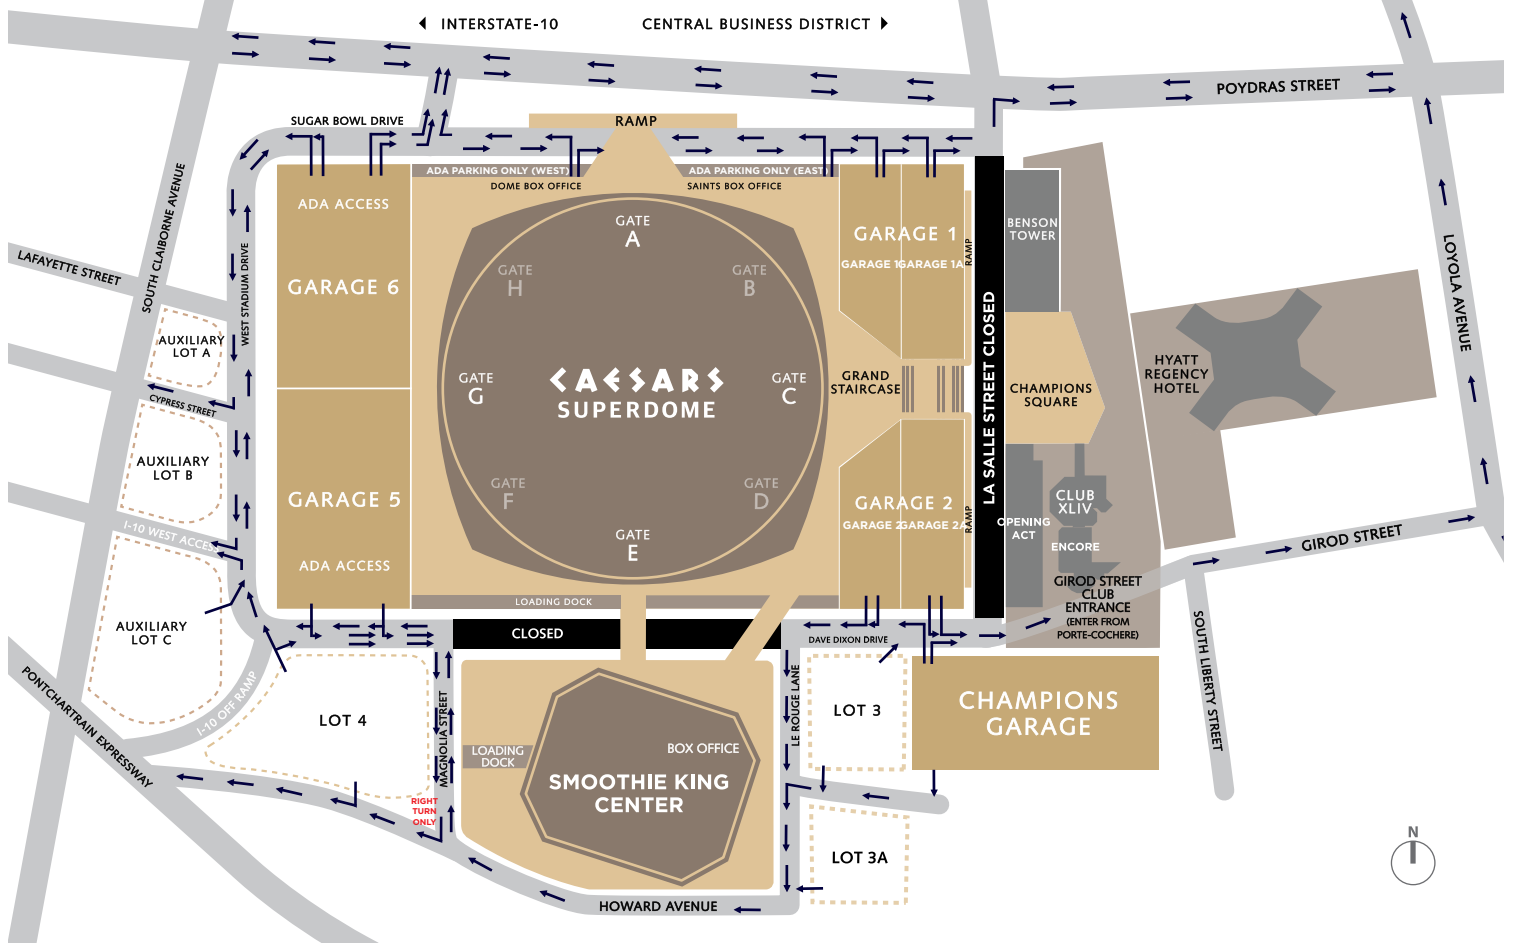 INTERSTATE-10
CENTRAL BUSINESS DISTRICT
POYDRAS STREET
SUGAR BOWL DRIVE
RAMP
ADA PARKING ONLY (WEST)
ADA PARKING ONLY (EAST)
DOME BOX OFFICE
SAINTS BOX OFFICE
SOUTH CLAIBORNE AVENUE
LAFAYETTE STREET
WEST STADIUM DRIVE
ADA ACCESS
GARAGE 6
GATE
A
GATE
H
GATE
B
GARAGE 1
GARAGE 1
GARAGE 1A
RAMP
BENSON
TOWER
LOYOLA AVENUE
AUXILIARY
LOT A
CYPRESS STREET
GATE
G
CAESARS
SUPERDOME
GATE
C
GRAND
STAIRCASE
LA SALLE STREET CLOSED
CHAMPIONS
SQUARE
HYATT
REGENCY
HOTEL
AUXILIARY
LOT B
GARAGE 5
GATE
F
GATE
D
GARAGE 2
GARAGE 2
GARAGE 2A
RAMP
CLUB
XLIV
OPENING
ACT
ENCORE
I-10 WEST ACCESS
GATE
E
ADA ACCESS
LOADING DOCK
GIROD STREET
GIROD STREET
CLUB
ENTRANCE
(ENTER FROM
PORTE-COCHERE)
AUXILIARY
LOT C
CLOSED
DAVE DIXON DRIVE
SOUTH LIBERTY STREET
PONTCHARTRAIN EXPRESSWAY
I-10 OFF RAMP
LOT 4
MAGNOLIA STREET
LE ROUGE LANE
LOT 3
CHAMPIONS
GARAGE
LOADING
DOCK
BOX OFFICE
SMOOTHIE KING
CENTER
RIGHT
TURN
ONLY
LOT 3A
HOWARD AVENUE
N